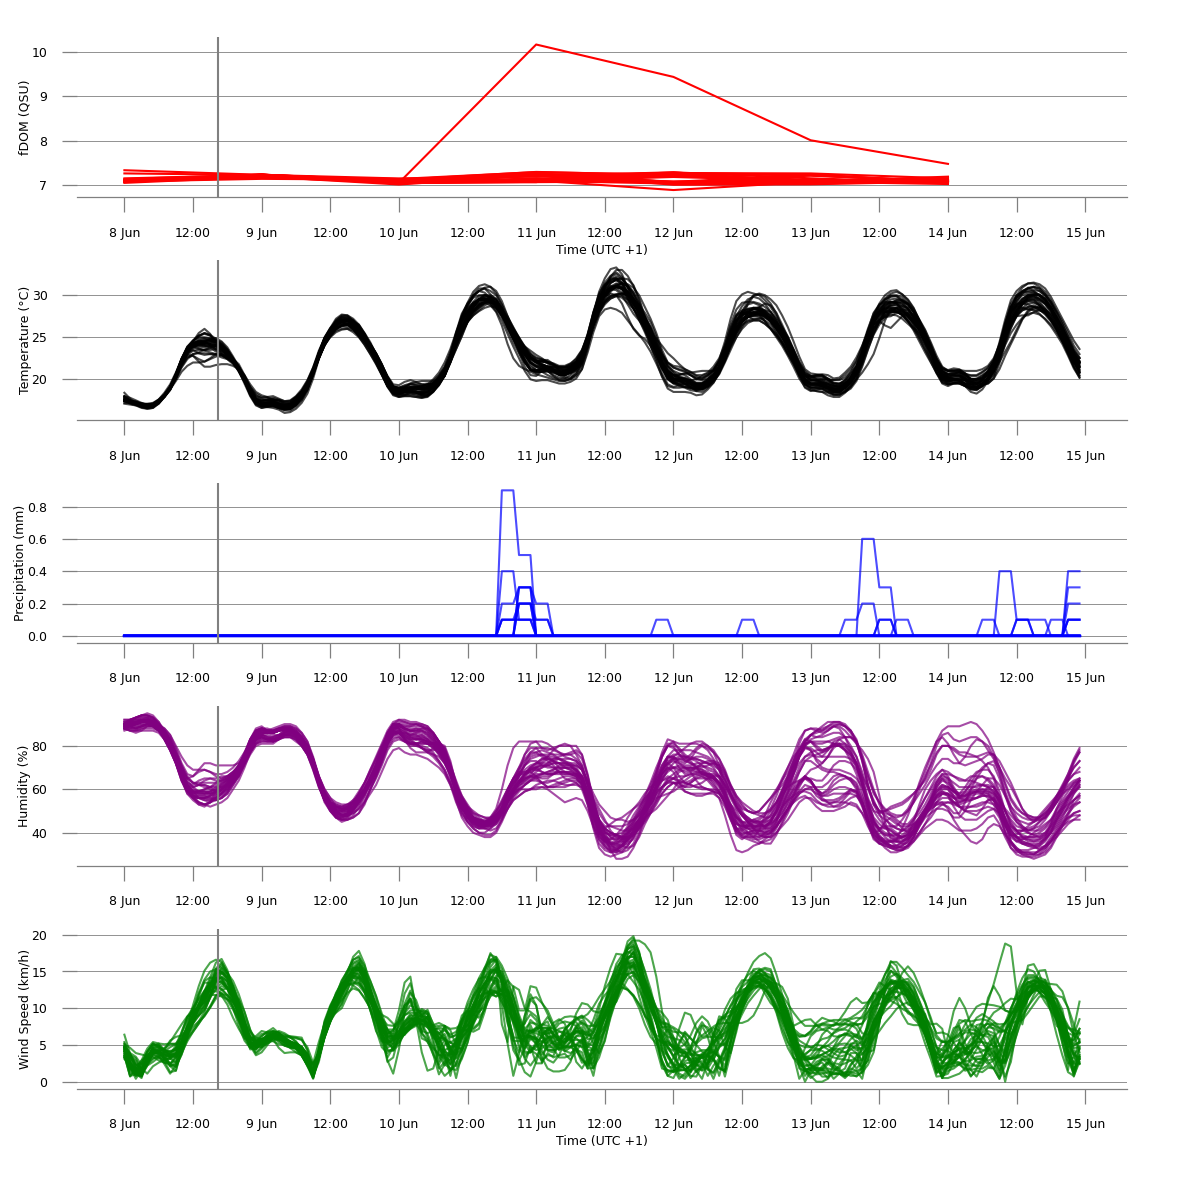 fDOM (QSU)
10
9
8
7
8 Jun 12:00 9 Jun 12:00 10 Jun 12:00 11 Jun 12:00 12 Jun 12:00 13 Jun 12:00 14 Jun 12:00 15 Jun
Time (UTC +1)
Temperature (°C)
30
25
20
8 Jun 12:00 9 Jun 12:00 10 Jun 12:00 11 Jun 12:00 12 Jun 12:00 13 Jun 12:00 14 Jun 12:00 15 Jun
Precipitation (mm)
0.8
0.6
0.4
0.2
0.0
8 Jun 12:00 9 Jun 12:00 10 Jun 12:00 11 Jun 12:00 12 Jun 12:00 13 Jun 12:00 14 Jun 12:00 15 Jun
Humidity (%)
80
60
40
8 Jun 12:00 9 Jun 12:00 10 Jun 12:00 11 Jun 12:00 12 Jun 12:00 13 Jun 12:00 14 Jun 12:00 15 Jun
Wind Speed (km/h)
20
15
10
5
0
8 Jun 12:00 9 Jun 12:00 10 Jun 12:00 11 Jun 12:00 12 Jun 12:00 13 Jun 12:00 14 Jun 12:00 15 Jun
Time (UTC +1)